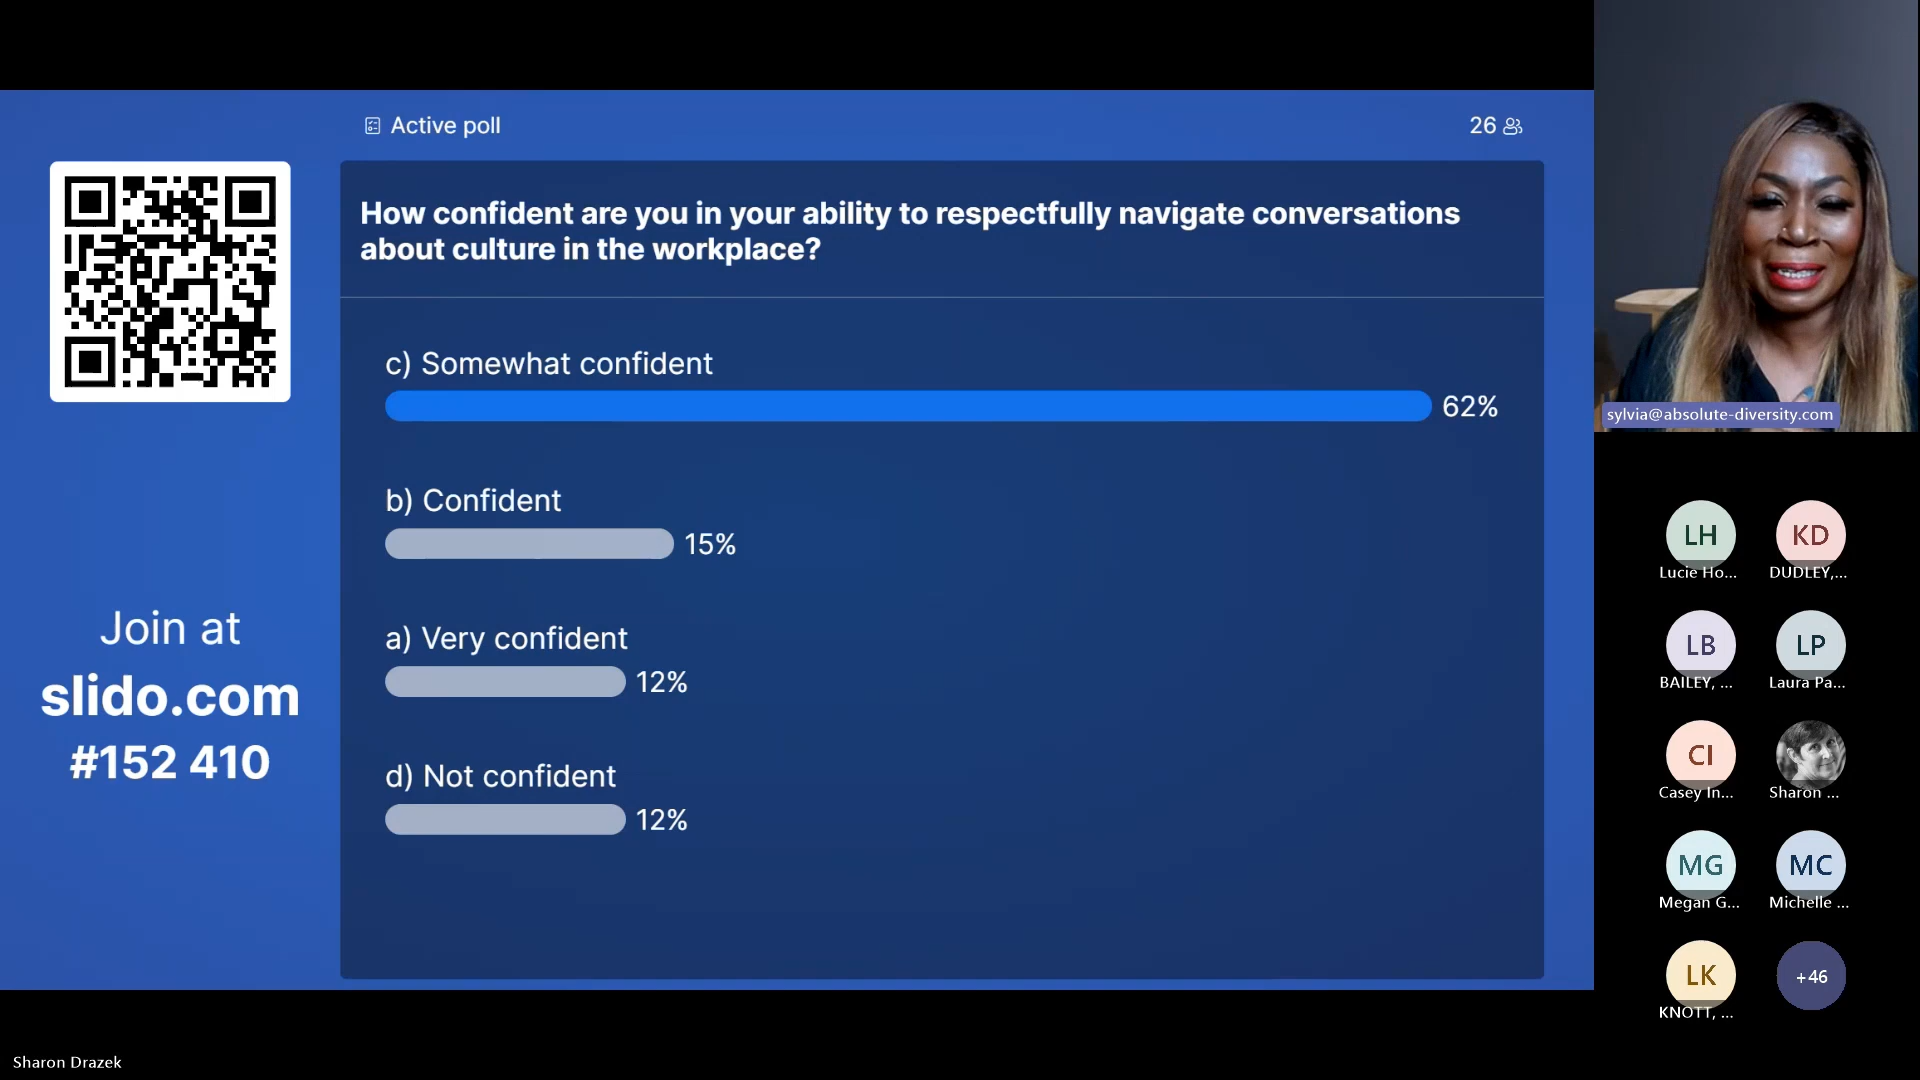 Active poll
26
How confident are you in your ability to respectfully navigate conversations
about culture in the workplace?
c) Somewhat confident
62%
b) Confident
15%
a) Very confident
12%
d) Not confident
12%
Join at
slido.com
#152 410
sylvia@absolute-diversity.com
LH
Lucie Ho...
KD
DUDLEY,...
LB
BAILEY, ...
LP
Laura Pa...
CI
Casey In...
Sharon ...
MG
Megan G...
MC
Michelle ...
LK
KNOTT, ...
+46
Sharon Drazek